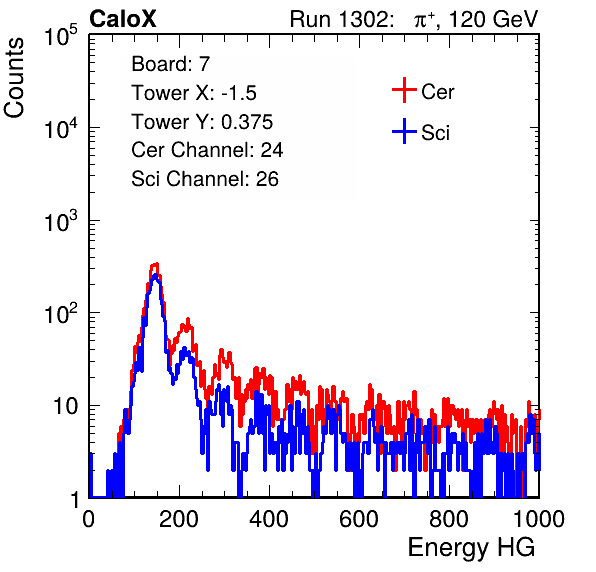 CaloX Run 1302: π⁺, 120 GeV
Counts
Board: 7
Tower X: -1.5
Tower Y: 0.375
Cer Channel: 24
Sci Channel: 26
Cer
Sci
10⁵
10⁴
10³
10²
10
1
0 200 400 600 800 1000
Energy HG